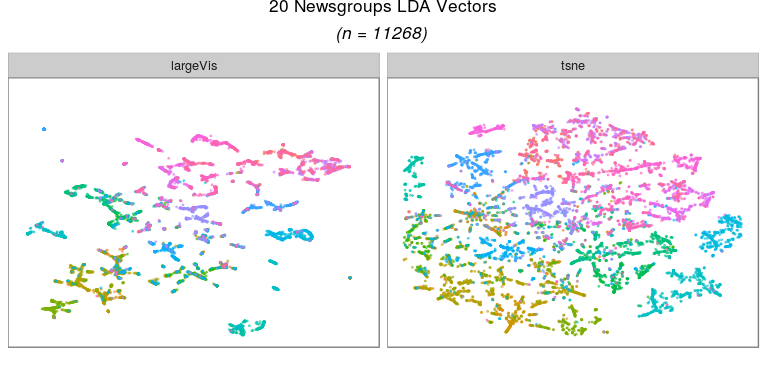 20 Newsgroups LDA Vectors
(n = 11268)
largeVis
tsne